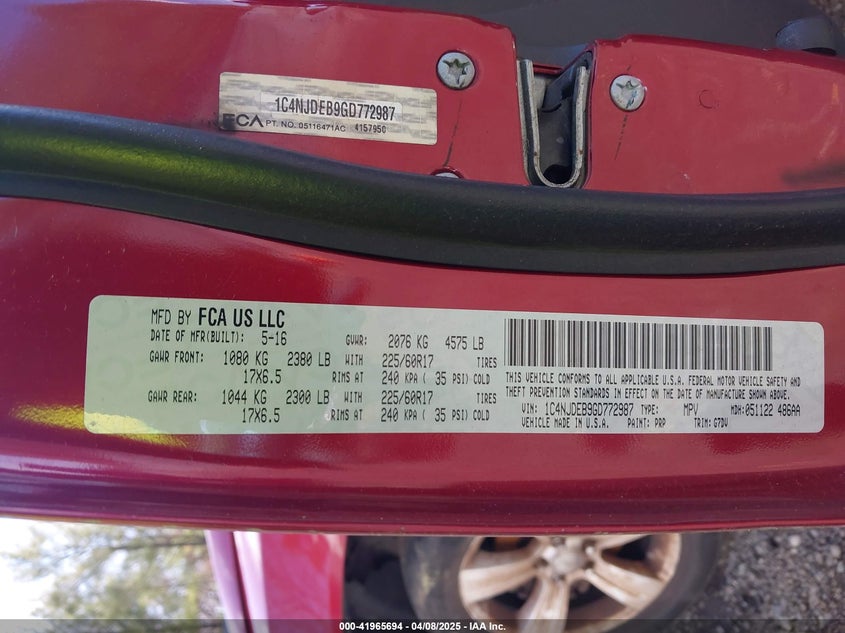 1C4NJDEB9GD772987
FCA PT. NO. 05116471AC 4157950
MFD BY FCA US LLC
DATE OF MFR(BUILT): 5-16 GVWR: 2076 KG 4575 LB
GAWR FRONT: 1080 KG 2380 LB WITH 225/60R17 TIRES
17X6.5 RIMS AT 240 KPA ( 35 PSI) COLD
GAWR REAR: 1044 KG 2300 LB WITH 225/60R17 TIRES
17X6.5 RIMS AT 240 KPA ( 35 PSI) COLD
THIS VEHICLE CONFORMS TO ALL APPLICABLE U.S.A. FEDERAL MOTOR VEHICLE SAFETY AND
THEFT PREVENTION STANDARDS IN EFFECT ON THE DATE OF MANUFACTURE SHOWN ABOVE.
VIN: 1C4NJDEB9GD772987 TYPE: MPV MDH: 051122 486AA
VEHICLE MADE IN U.S.A. PAINT: PRP TRIM: G7DV
000-41965694 - 04/08/2025 - IAA Inc.